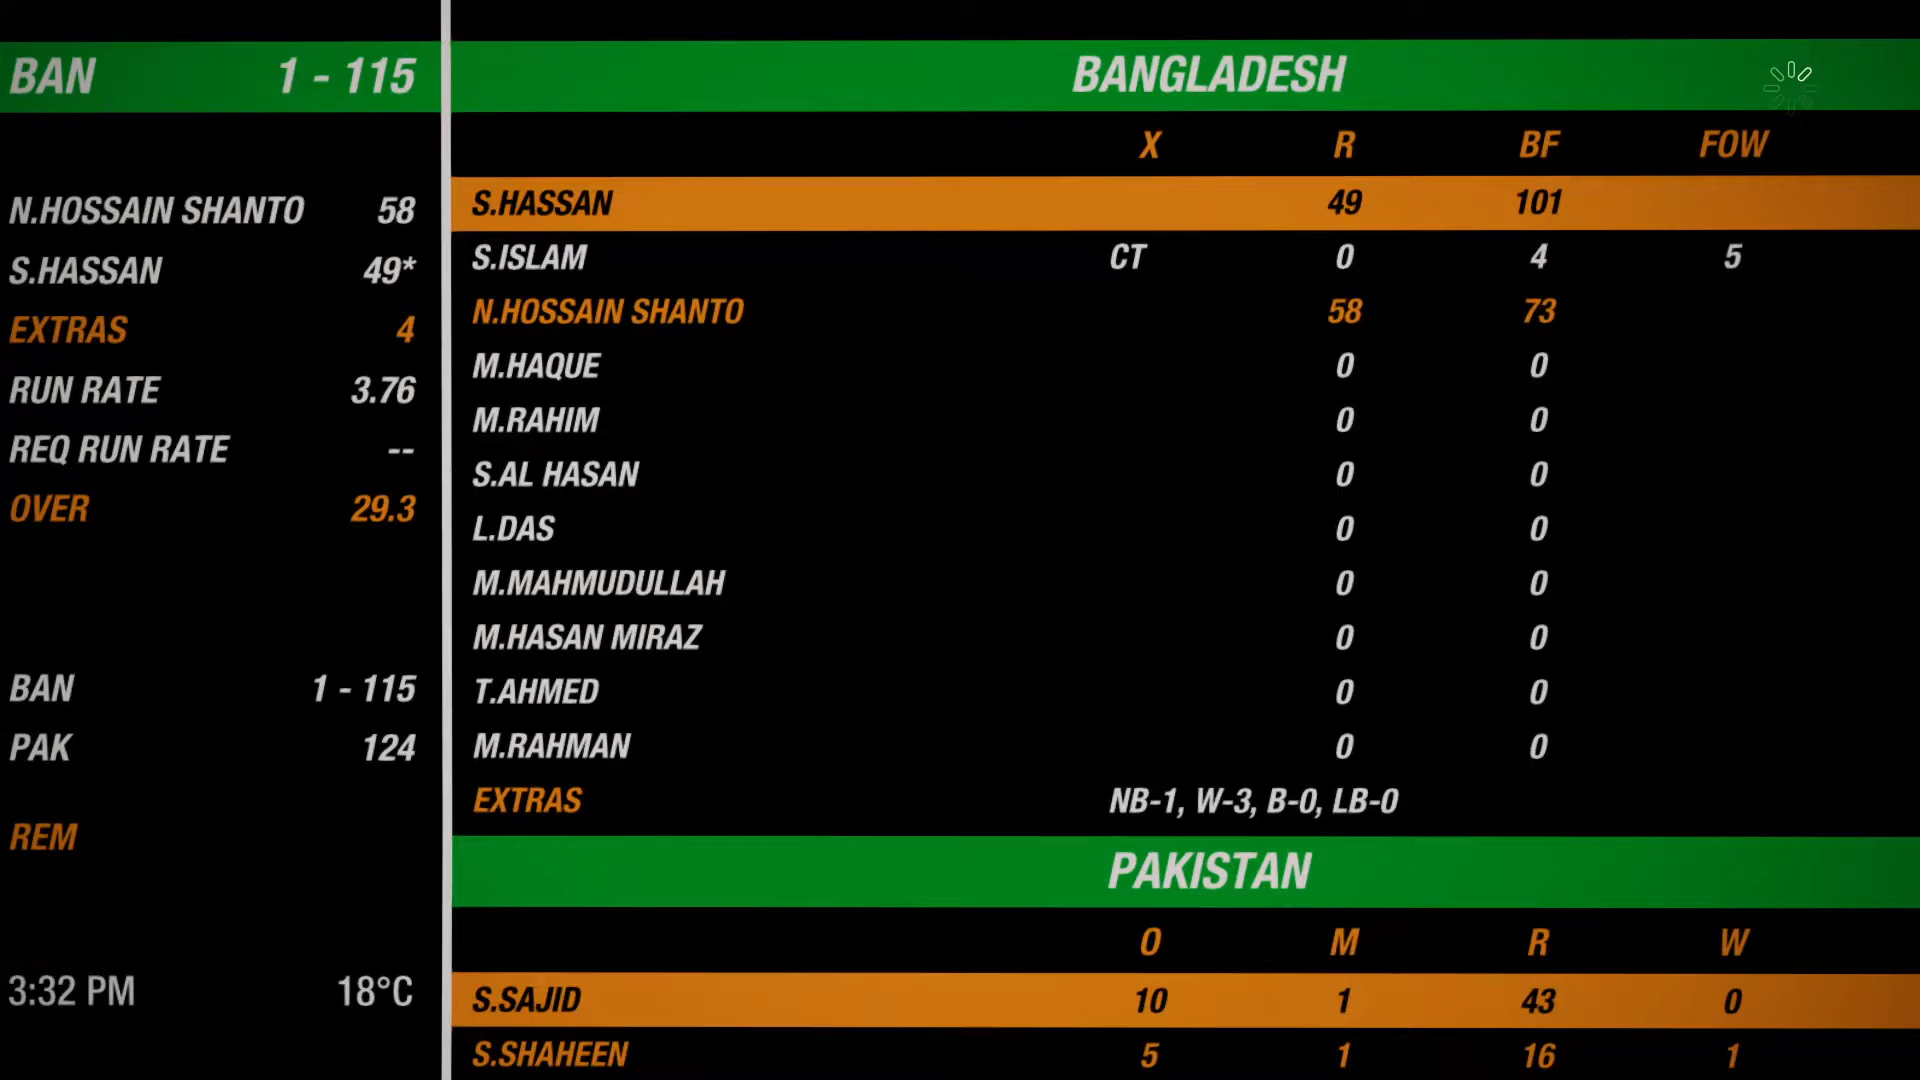 BAN 1 - 115
N.HOSSAIN SHANTO 58
S.HASSAN 49*
EXTRAS 4
RUN RATE 3.76
REQ RUN RATE --
OVER 29.3
BAN 1 - 115
PAK 124
REM
3:32 PM 18°C
BANGLADESH
X R BF FOW
S.HASSAN 49 101
S.ISLAM CT 0 4 5
N.HOSSAIN SHANTO 58 73
M.HAQUE 0 0
M.RAHIM 0 0
S.AL HASAN 0 0
L.DAS 0 0
M.MAHMUDULLAH 0 0
M.HASAN MIRAZ 0 0
T.AHMED 0 0
M.RAHMAN 0 0
EXTRAS NB-1, W-3, B-0, LB-0
PAKISTAN
O M R W
S.SAJID 10 1 43 0
S.SHAHEEN 5 1 16 1